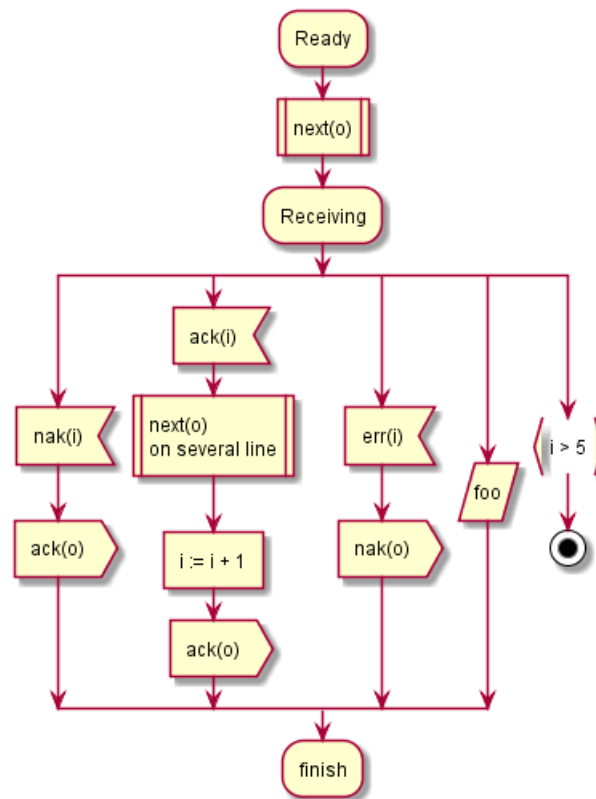 Ready
next(o)
Receiving
nak(i)
ack(o)
ack(i)
next(o)
on several line
i := i + 1
ack(o)
err(i)
nak(o)
foo
i > 5
finish